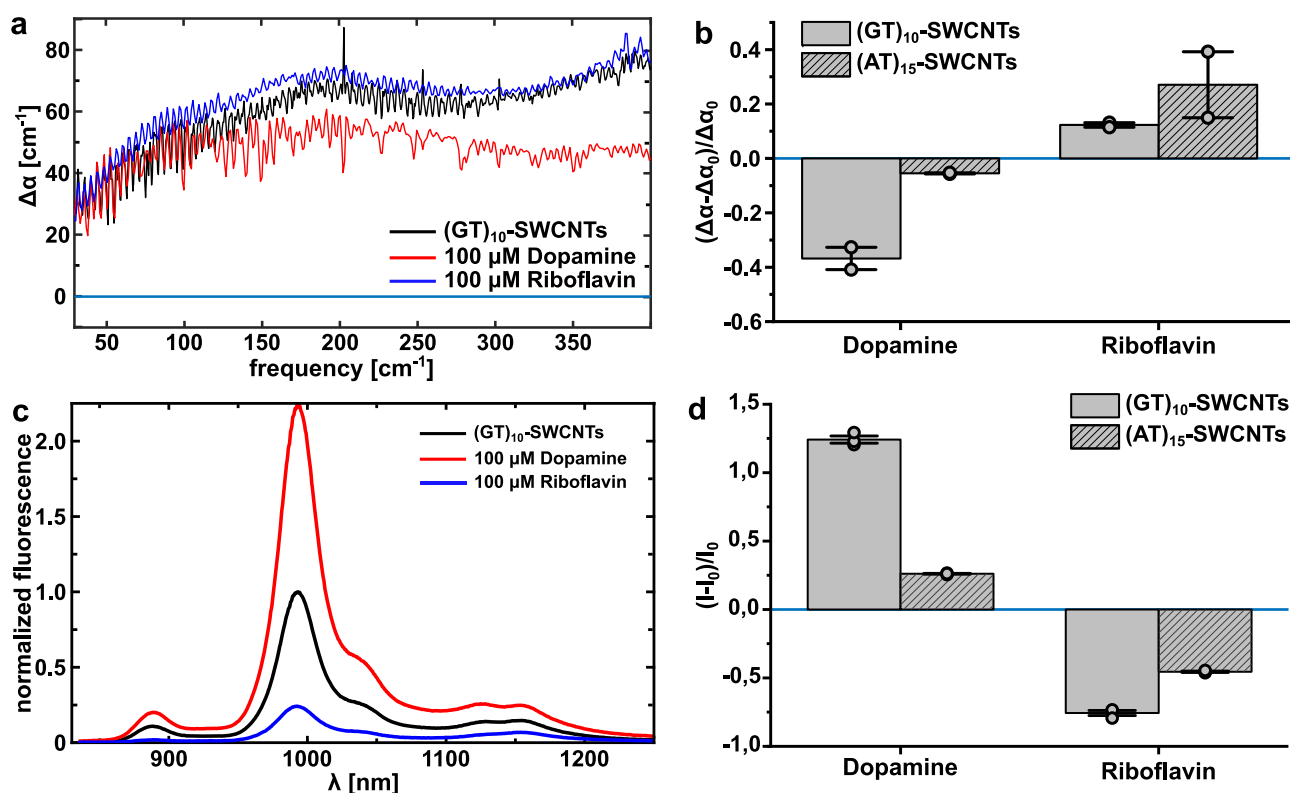 a
Δα [cm⁻¹]
80
60
40
20
0
(GT)₁₀-SWCNTs
100 µM Dopamine
100 µM Riboflavin
50 100 150 200 250 300 350
frequency [cm⁻¹]
b
(Δα-Δα₀)/Δα₀
0.4
0.2
0.0
-0.2
-0.4
-0.6
(GT)₁₀-SWCNTs
(AT)₁₅-SWCNTs
Dopamine Riboflavin
c
normalized fluorescence
2.0
1.5
1.0
0.5
0
(GT)₁₀-SWCNTs
100 µM Dopamine
100 µM Riboflavin
900 1000 1100 1200
λ [nm]
d
(I-I₀)/I₀
1,5
1,0
0,5
0,0
-0,5
-1,0
(GT)₁₀-SWCNTs
(AT)₁₅-SWCNTs
Dopamine Riboflavin